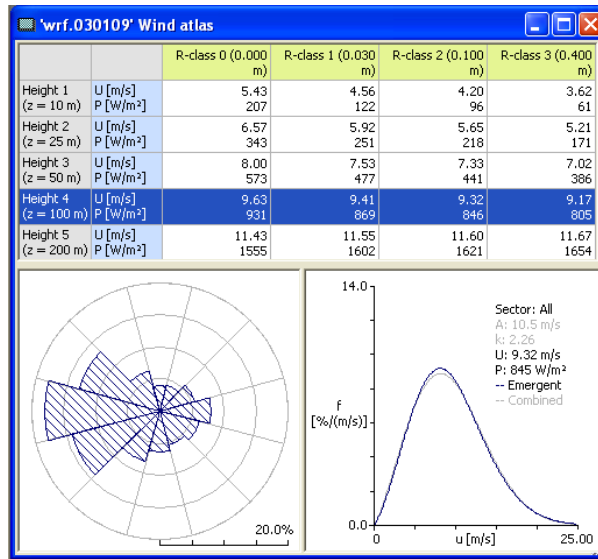 'wrf.030109' Wind atlas
R-class 0 (0.000 m) R-class 1 (0.030 m) R-class 2 (0.100 m) R-class 3 (0.400 m)
Height 1 U [m/s] 5.43 4.56 4.20 3.62
(z = 10 m) P [W/m²] 207 122 96 61
Height 2 U [m/s] 6.57 5.92 5.65 5.21
(z = 25 m) P [W/m²] 343 251 218 171
Height 3 U [m/s] 8.00 7.53 7.33 7.02
(z = 50 m) P [W/m²] 573 477 441 386
Height 4 U [m/s] 9.63 9.41 9.32 9.17
(z = 100 m) P [W/m²] 931 869 846 805
Height 5 U [m/s] 11.43 11.55 11.60 11.67
(z = 200 m) P [W/m²] 1555 1602 1621 1654
20.0%
14.0
Sector: All
A: 10.5 m/s
k: 2.26
U: 9.32 m/s
P: 845 W/m²
-- Emergent
-- Combined
f
[%/(m/s)]
0.0
0 u [m/s] 25.00